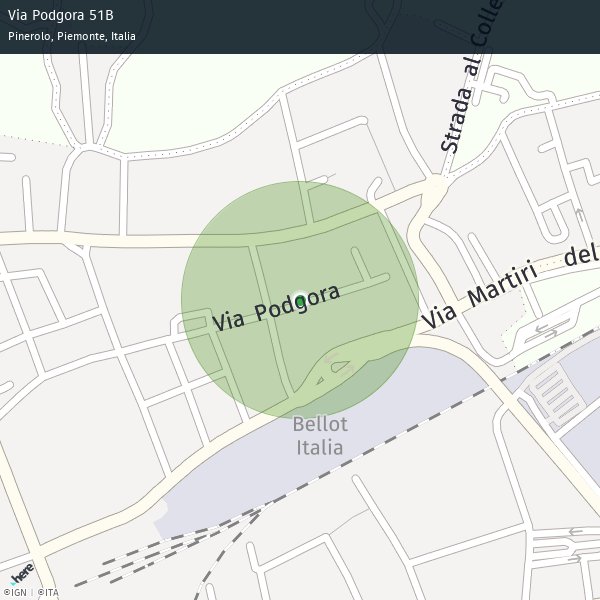 Via Podgora 51B
Pinerolo, Piemonte, Italia
Strada al Colle
del
Via Martiri
Via Podgora
Bellot
Italia
here
©IGN | ©ITA